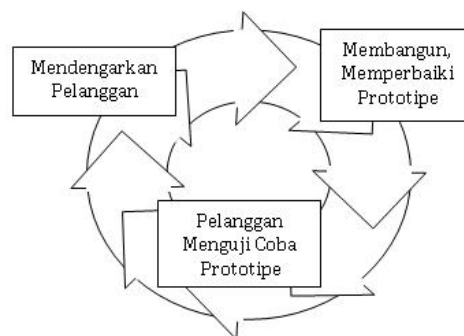 Mendengarkan
Pelanggan
Membangun,
Memperbaiki
Prototipe
Pelanggan
Menguji Coba
Prototipe